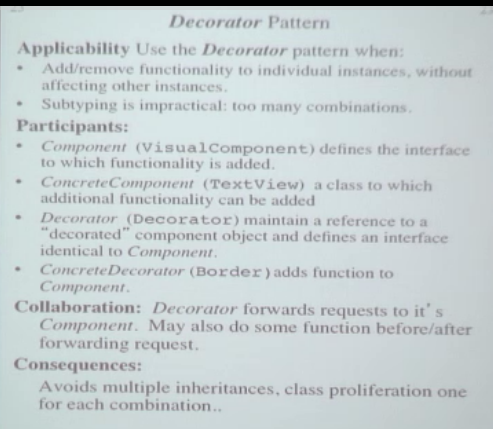 Decorator Pattern
Applicability Use the Decorator pattern when:
• Add/remove functionality to individual instances, without
affecting other instances.
• Subtyping is impractical: too many combinations.
Participants:
• Component (VisualComponent) defines the interface
to which functionality is added.
• ConcreteComponent (TextView) a class to which
additional functionality can be added
• Decorator (Decorator) maintain a reference to a
“decorated” component object and defines an interface
identical to Component.
• ConcreteDecorator (Border) adds function to
Component.
Collaboration: Decorator forwards requests to it's
Component. May also do some function before/after
forwarding request.
Consequences:
Avoids multiple inheritances, class proliferation one
for each combination..